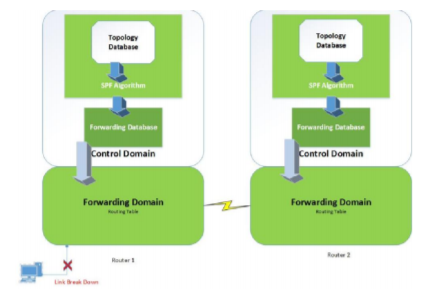 Topology
Database
SPF Algorithm
Forwarding Database
Control Domain
Forwarding Domain
Routing Table
Router 1
Link Break Down
Topology
Database
SPF Algorithm
Forwarding Database
Control Domain
Forwarding Domain
Routing Table
Router 2